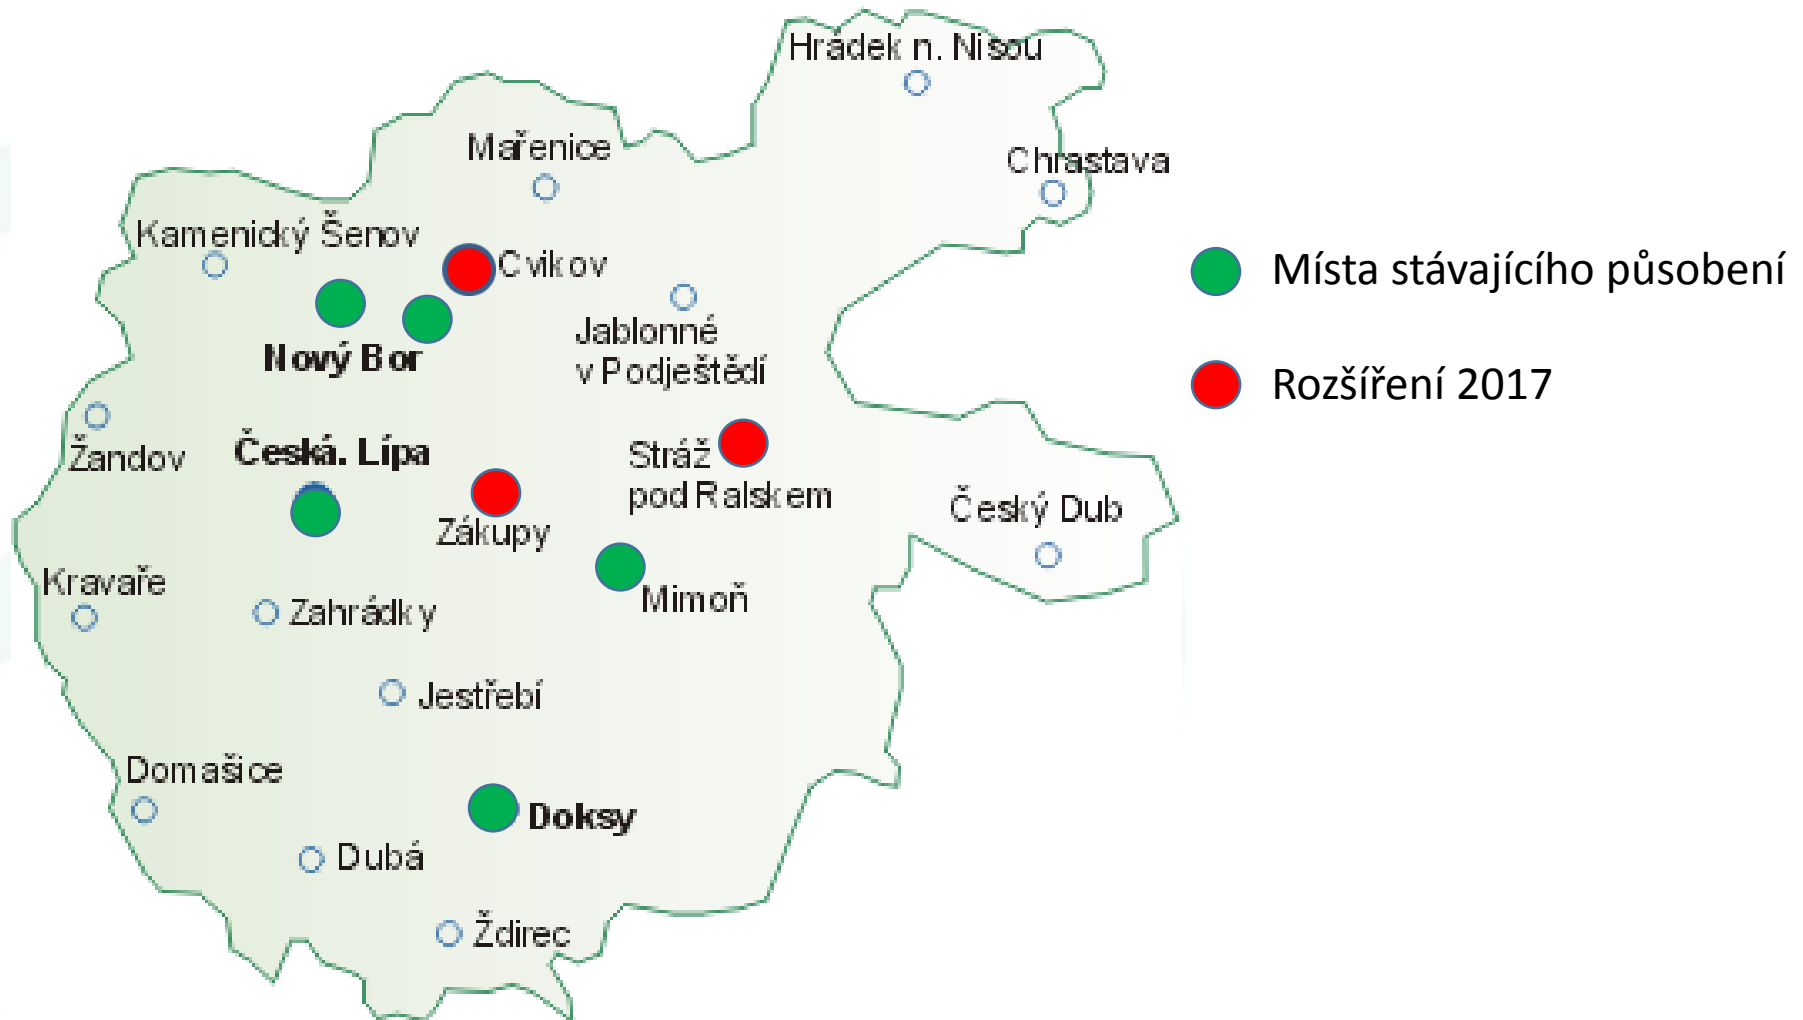 Hrádek n. Nisou
Mařenice
Chrastava
Kamenický Šenov
Cvikov
Místa stávajícího působení
Jablonné
v Podještědí
Nový Bor
Rozšíření 2017
Žandov
Česká. Lípa
Stráž
pod Ralskem
Český Dub
Zákupy
Kravaře
Zahrádky
Mimoň
Jestřebí
Domašice
Doksy
Dubá
Ždirec